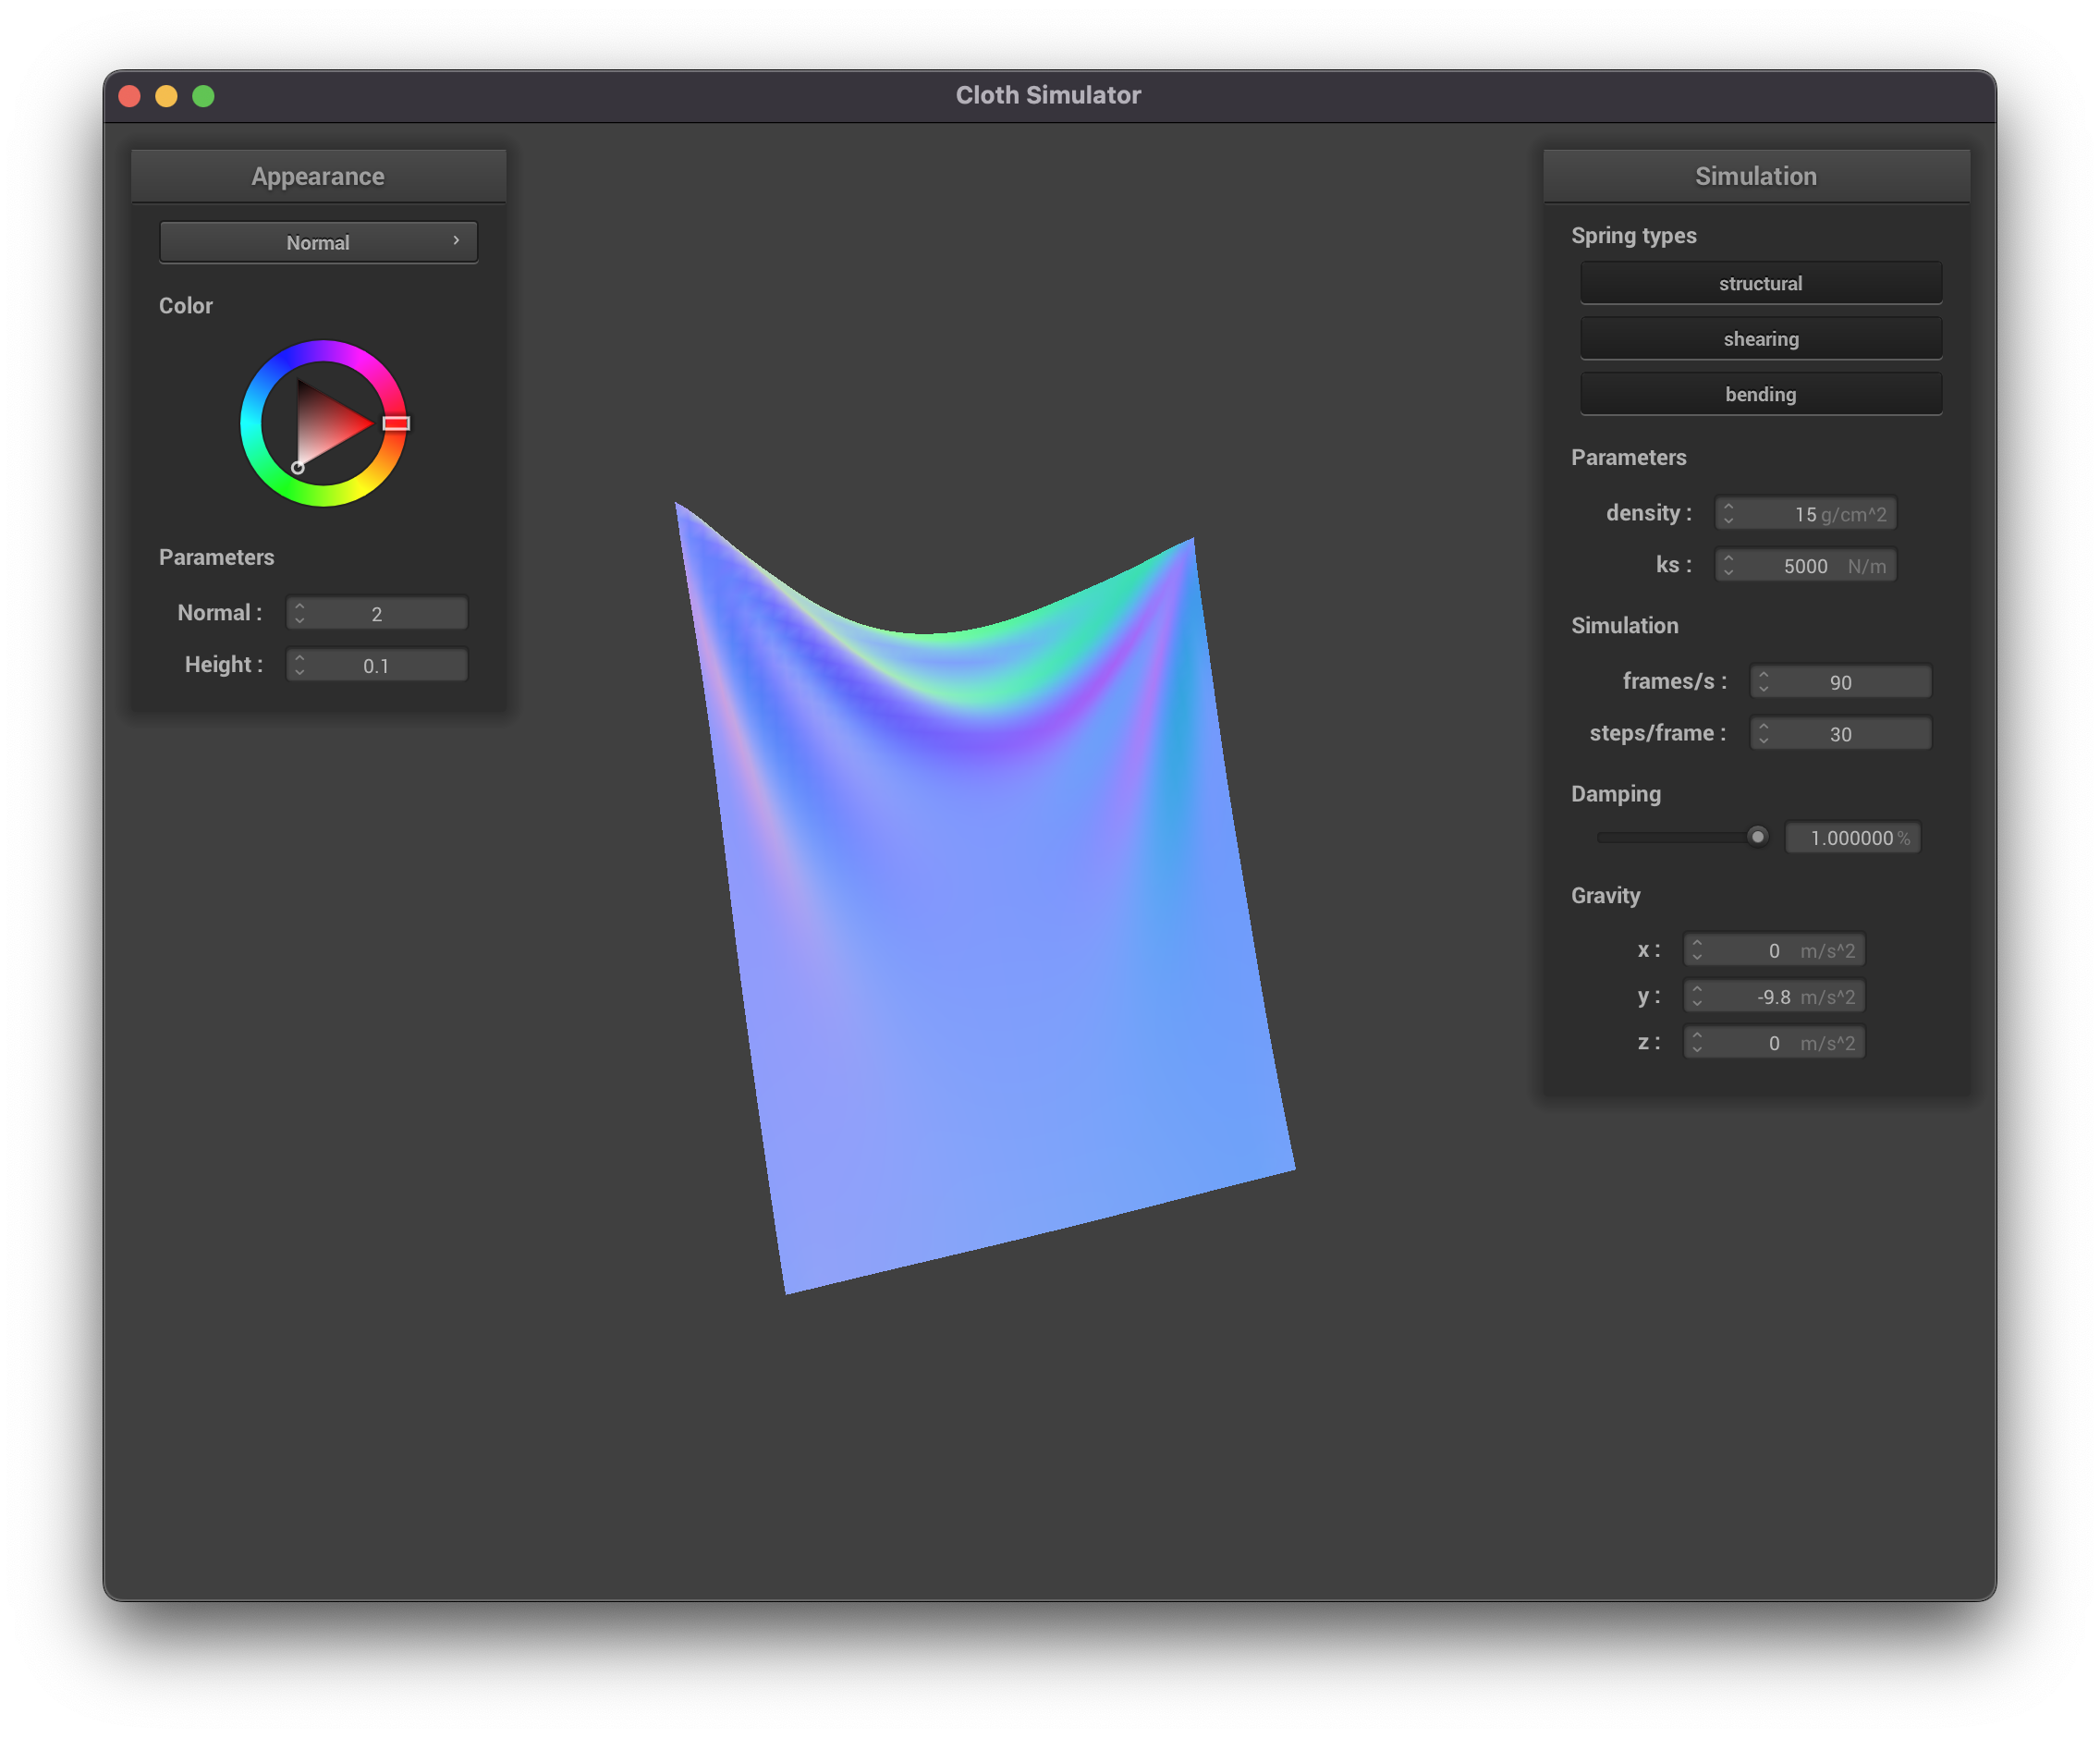 Cloth Simulator
Appearance
Normal
Color
Parameters
Normal : 2
Height : 0.1
Simulation
Spring types
structural
shearing
bending
Parameters
density : 15 g/cm^2
ks : 5000 N/m
Simulation
frames/s : 90
steps/frame : 30
Damping
1.000000 %
Gravity
x : 0 m/s^2
y : -9.8 m/s^2
z : 0 m/s^2